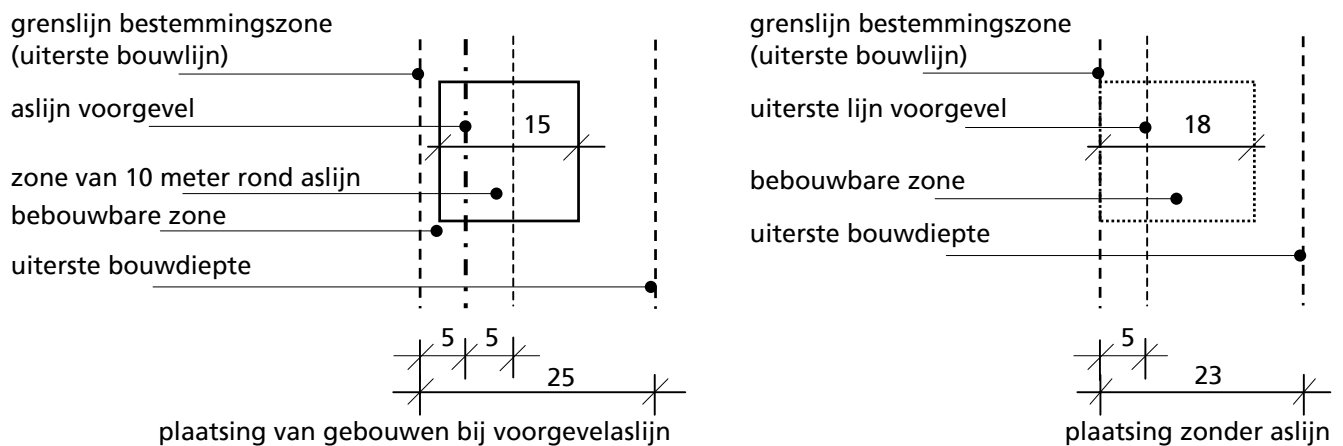 grenslijn bestemmingszone
(uiterste bouwlijn)
aslijn voorgevel
15
zone van 10 meter rond aslijn
bebouwbare zone
uiterste bouwdiepte
5 5
25
plaatsing van gebouwen bij voorgevelaslijn
grenslijn bestemmingszone
(uiterste bouwlijn)
uiterste lijn voorgevel
18
bebouwbare zone
uiterste bouwdiepte
5
23
plaatsing zonder aslijn